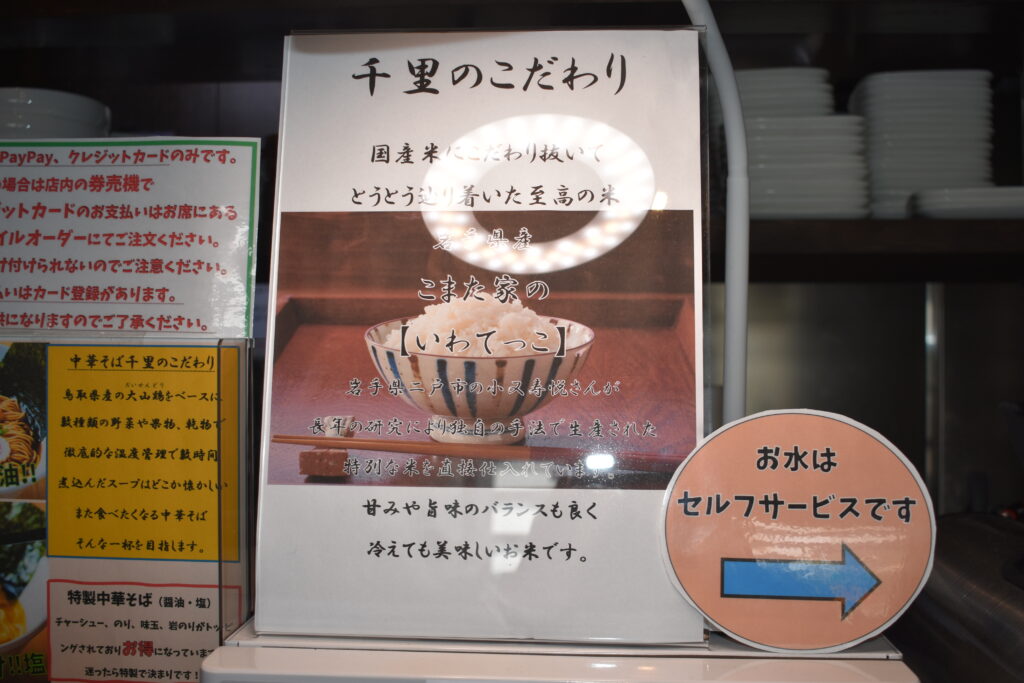 千里のこだわり
国産米にこだわり抜いて
とうとう辿り着いた至高の米
岩手県産
こまた家の
【いわてっこ】
岩手県二戸市の小又寿悦さんが
長年の研究により独自の手法で生産された
特別な米を直接仕入れています。
甘みや旨味のバランスも良く
冷えても美味しいお米です。
お水は
セルフサービスです
PayPay、クレジットカードのみです。
場合は店内の券売機で
ットカードのお支払いはお席にある
イルオーダーにてご注文ください。
付けられないのでご注意ください。
払いはカード登録があります。
になりますのでご了承ください。
中華そば千里のこだわり
だいせんどり
鳥取県産の大山鶏をベースに
数種類の野菜や果物、乾物で
徹底的な温度管理で数時間
煮込んだスープはどこか懐かしい
また食べたくなる中華そば
そんな一杯を目指します。
油!!
特製中華そば（醤油・塩）
チャーシュー、のり、味玉、岩のりがトッピ
ングされておりお得になっています
迷ったら特製で決まりです！
!!塩